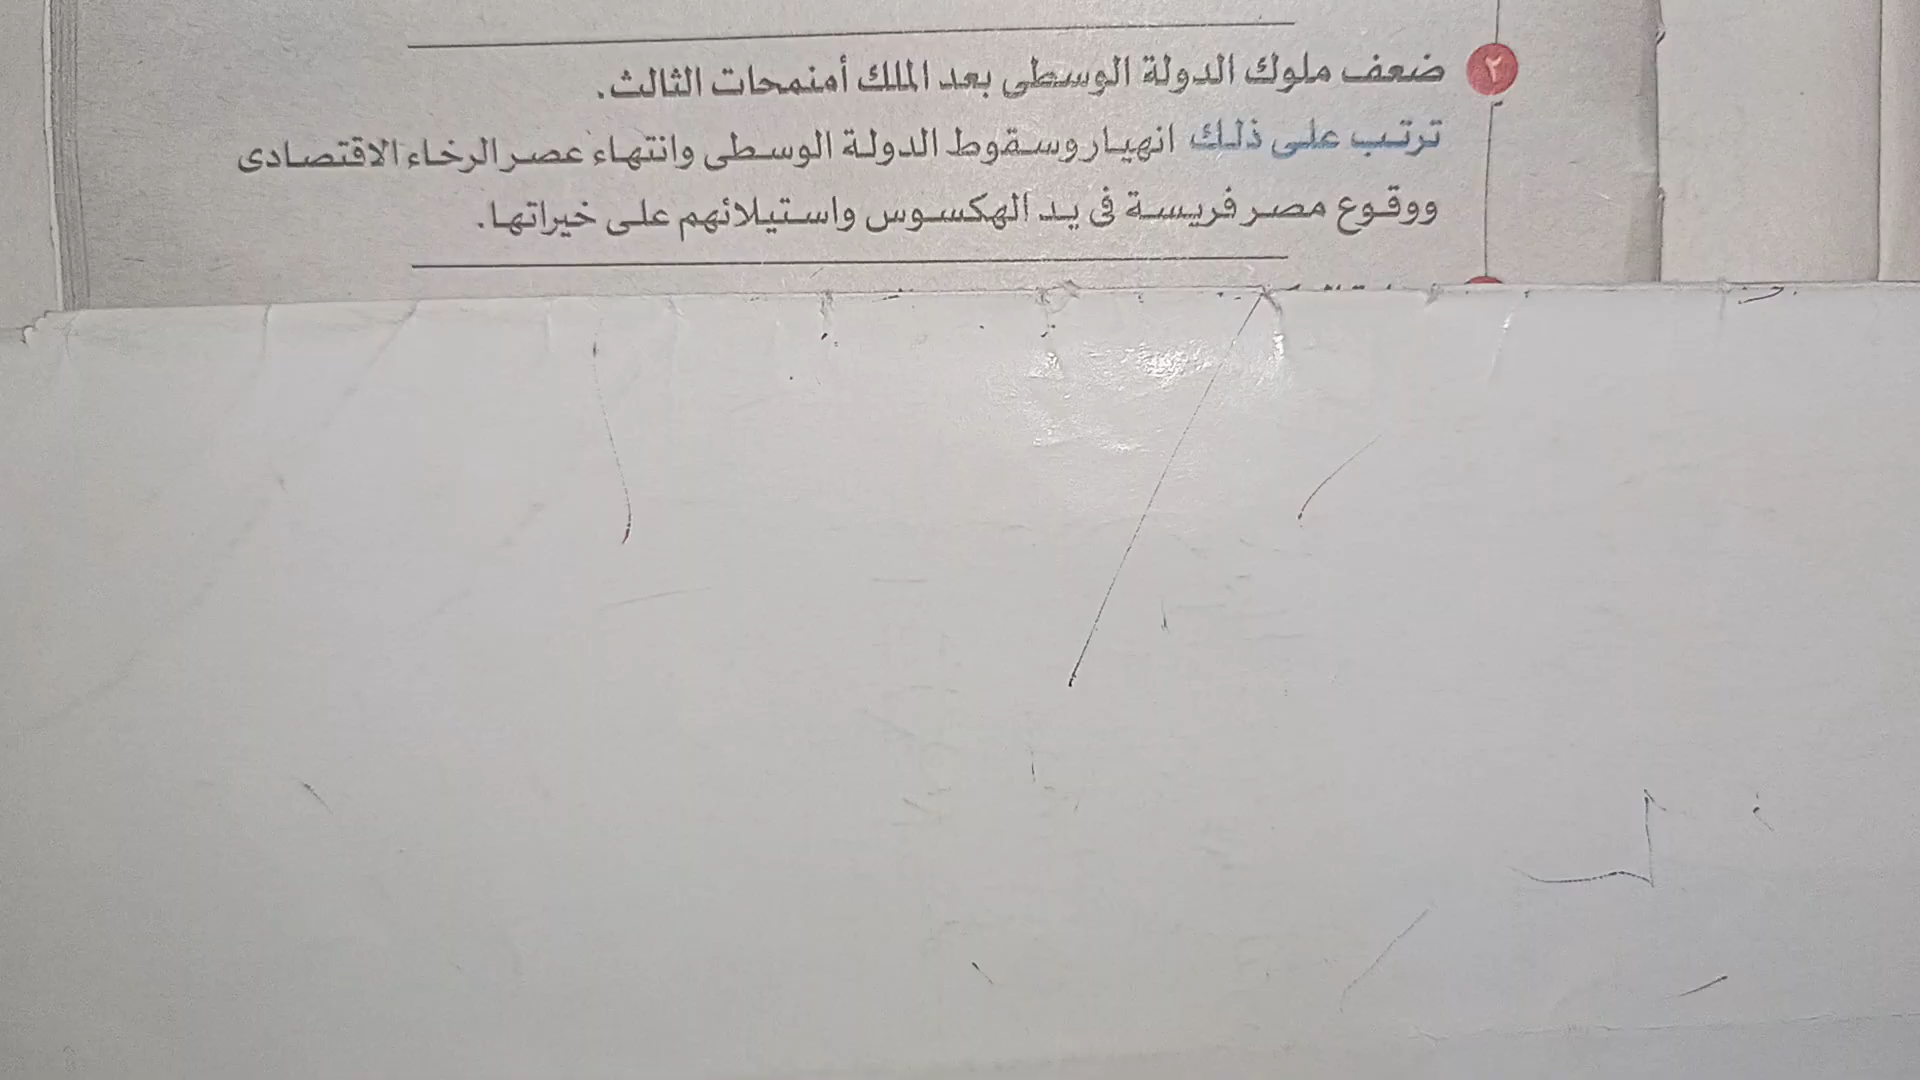 ٢ ضعف ملوك الدولة الوسطى بعد الملك أمنمحات الثالث.
ترتب على ذلك انهيار وسقوط الدولة الوسطى وانتهاء عصر الرخاء الاقتصادى
ووقوع مصر فريسة فى يد الهكسوس واستيلائهم على خيراتها.